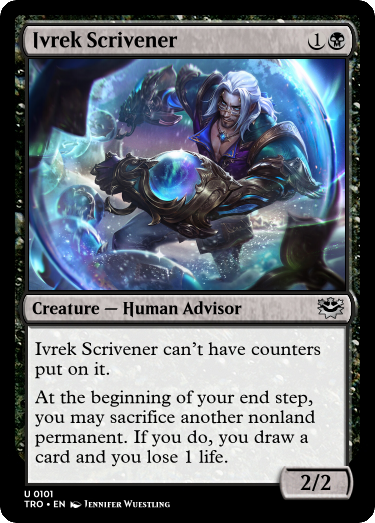 Ivrek Scrivener 1
Creature — Human Advisor
Ivrek Scrivener can't have counters
put on it.
At the beginning of your end step,
you may sacrifice another nonland
permanent. If you do, you draw a
card and you lose 1 life.
2/2
U 0101
TRO • EN Jennifer Wuestling